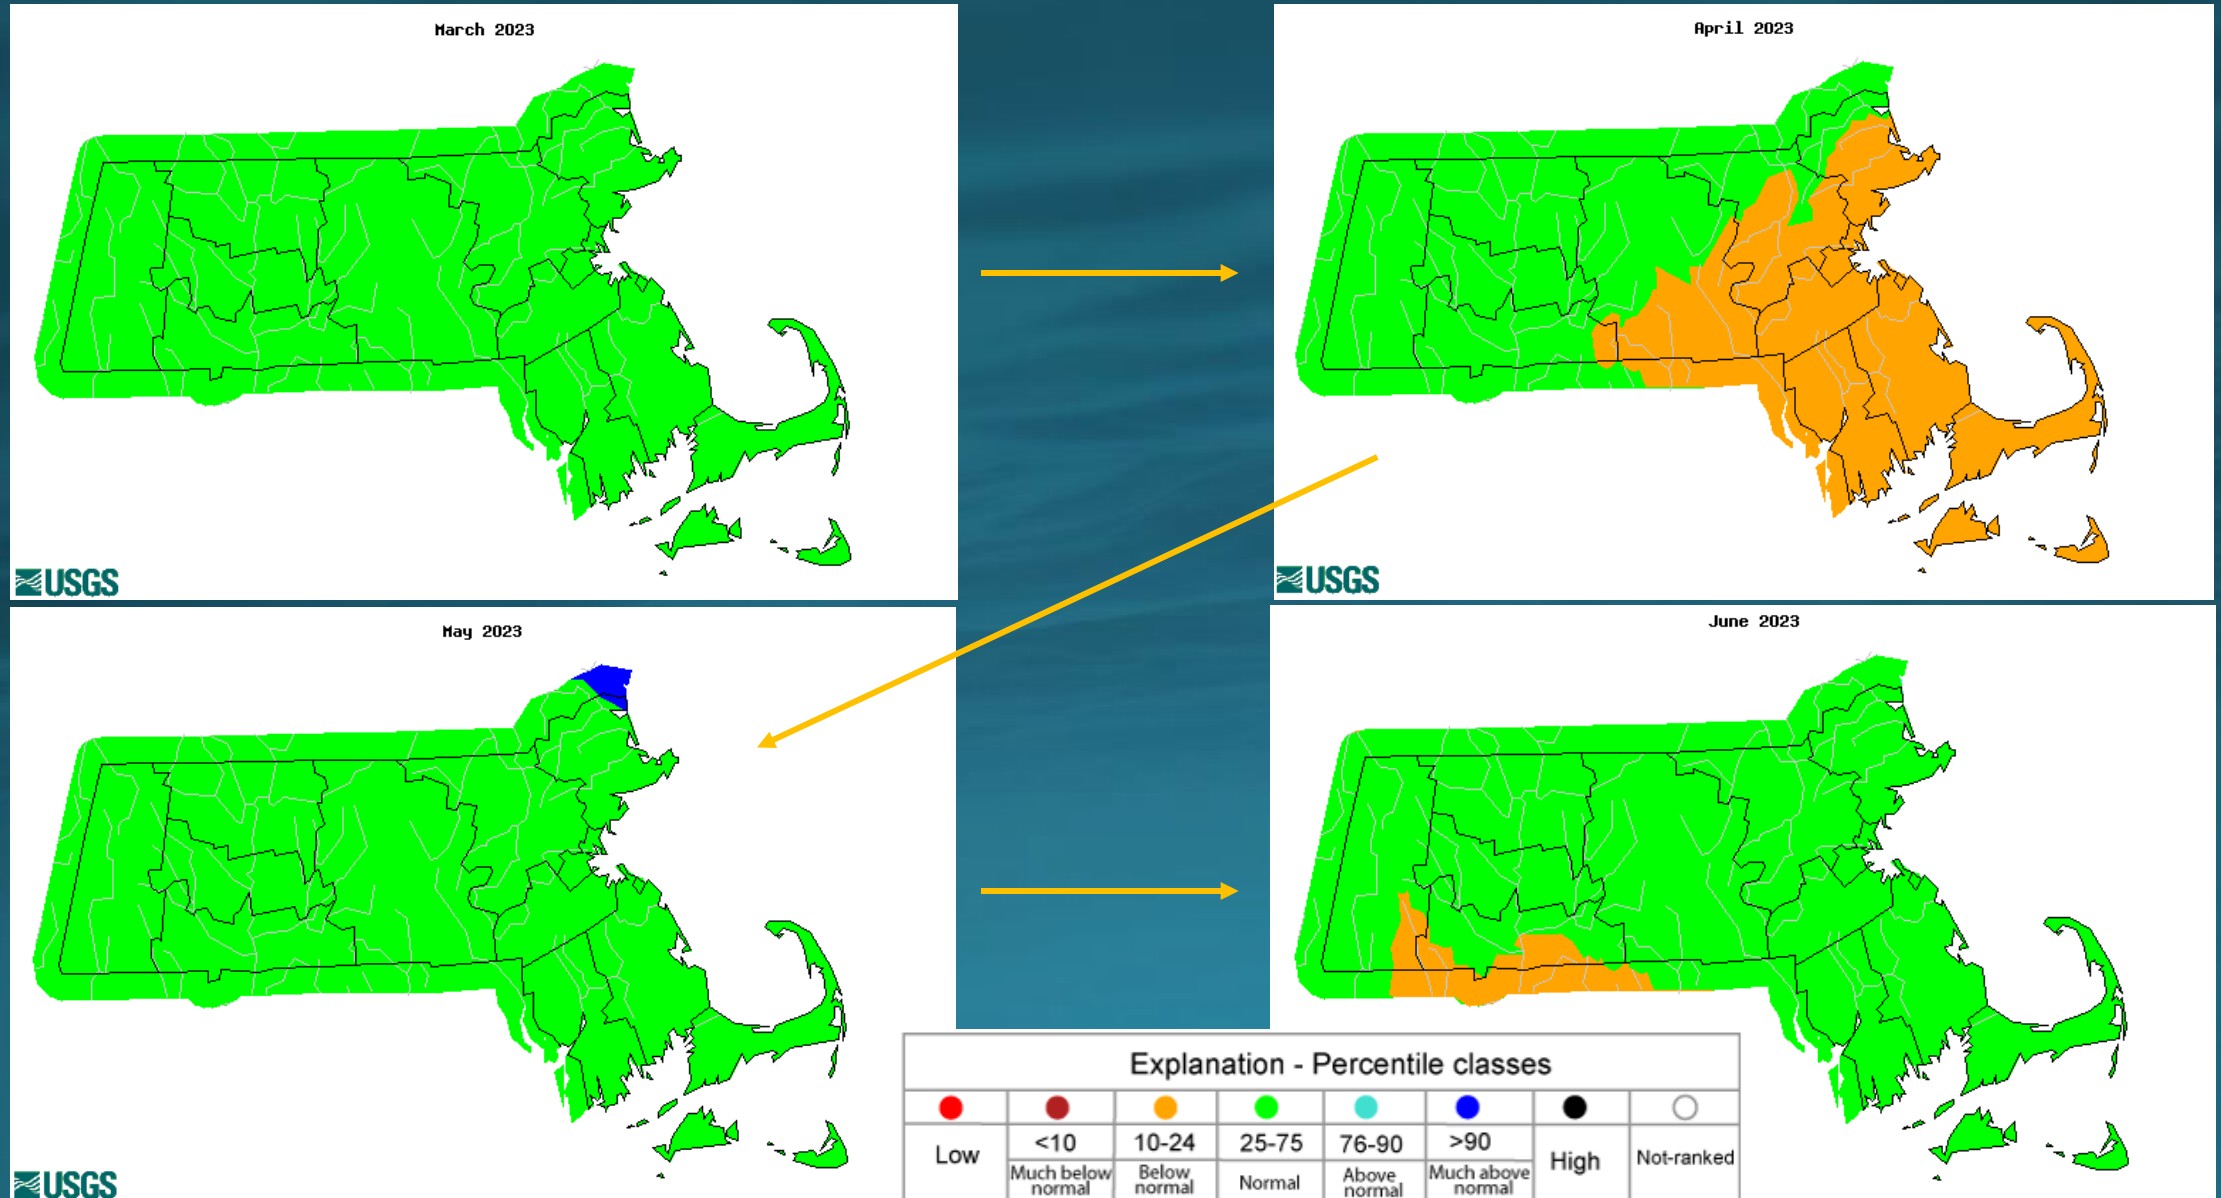 March 2023
April 2023
USGS
USGS
May 2023
June 2023
USGS
Explanation - Percentile classes
Low
<10
10-24
25-75
76-90
>90
High
Not-ranked
Much below
normal
Below
normal
Normal
Above
normal
Much above
normal